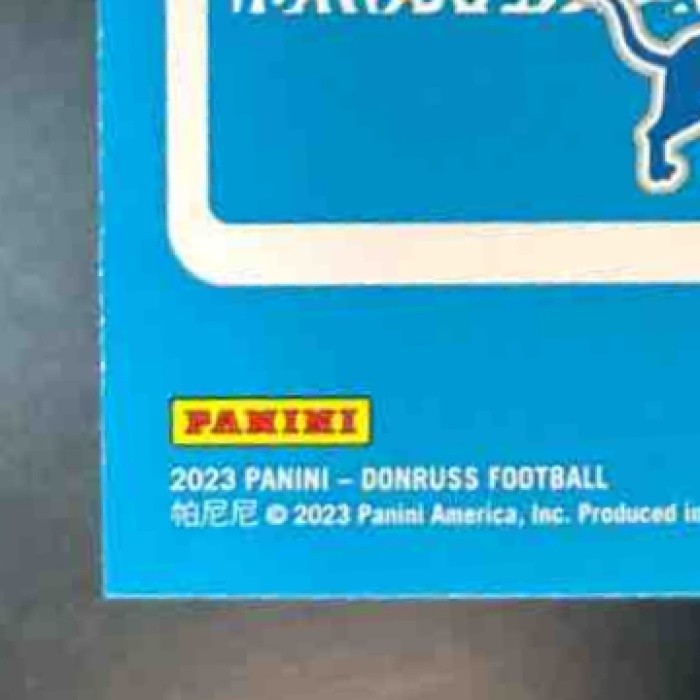 PANINI
2023 PANINI – DONRUSS FOOTBALL
帕尼尼 © 2023 Panini America, Inc. Produced in